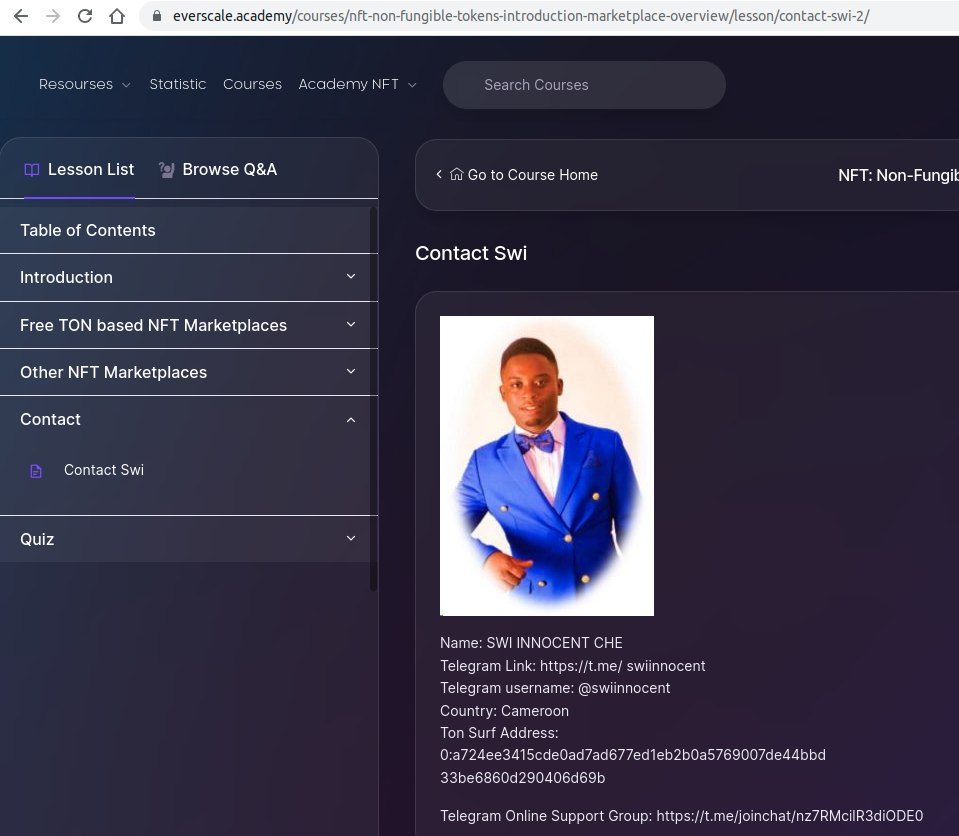 everscale.academy/courses/nft-non-fungible-tokens-introduction-marketplace-overview/lesson/contact-swi-2/
Resourses Statistic Courses Academy NFT Search Courses
Lesson List Browse Q&A
Go to Course Home NFT: Non-Fungib
Table of Contents
Introduction
Free TON based NFT Marketplaces
Other NFT Marketplaces
Contact
Contact Swi
Quiz
Contact Swi
Name: SWI INNOCENT CHE
Telegram Link: https://t.me/ swiinnocent
Telegram username: @swiinnocent
Country: Cameroon
Ton Surf Address:
0:a724ee3415cde0ad7ad677ed1eb2b0a5769007de44bbd
33be6860d290406d69b
Telegram Online Support Group: https://t.me/joinchat/nz7RMcilR3diODE0